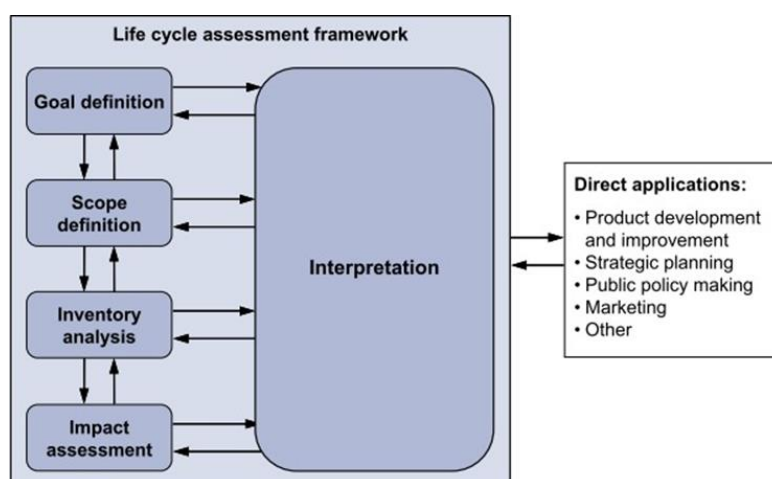 Life cycle assessment framework
Goal definition
Scope
definition
Inventory
analysis
Impact
assessment
Interpretation
Direct applications:
• Product development
and improvement
• Strategic planning
• Public policy making
• Marketing
• Other